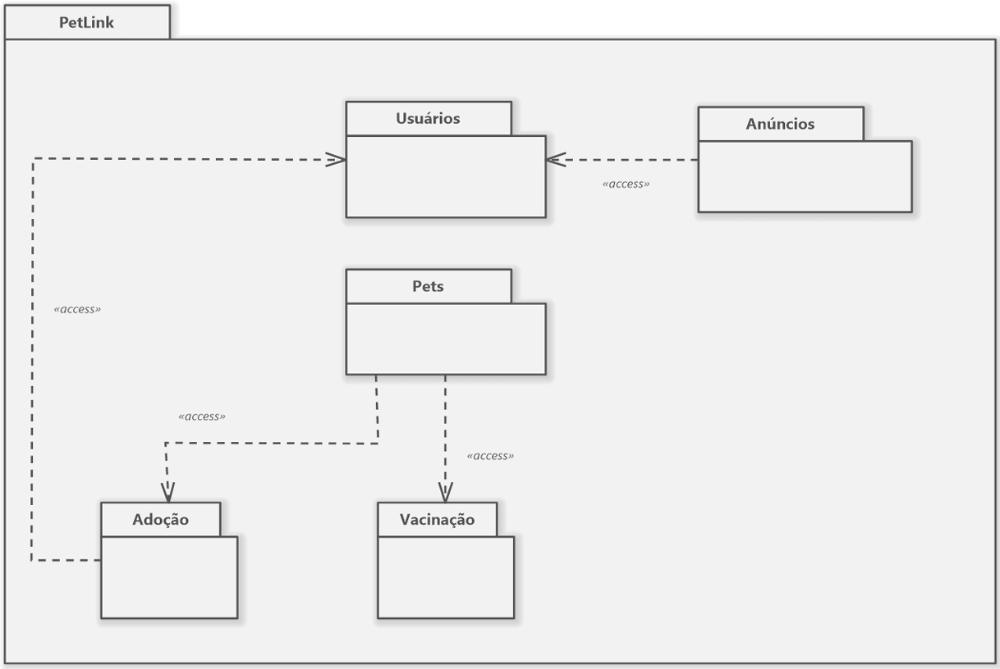 PetLink
Usuários
Anúncios
«access»
Pets
«access»
«access»
«access»
Adoção
Vacinação